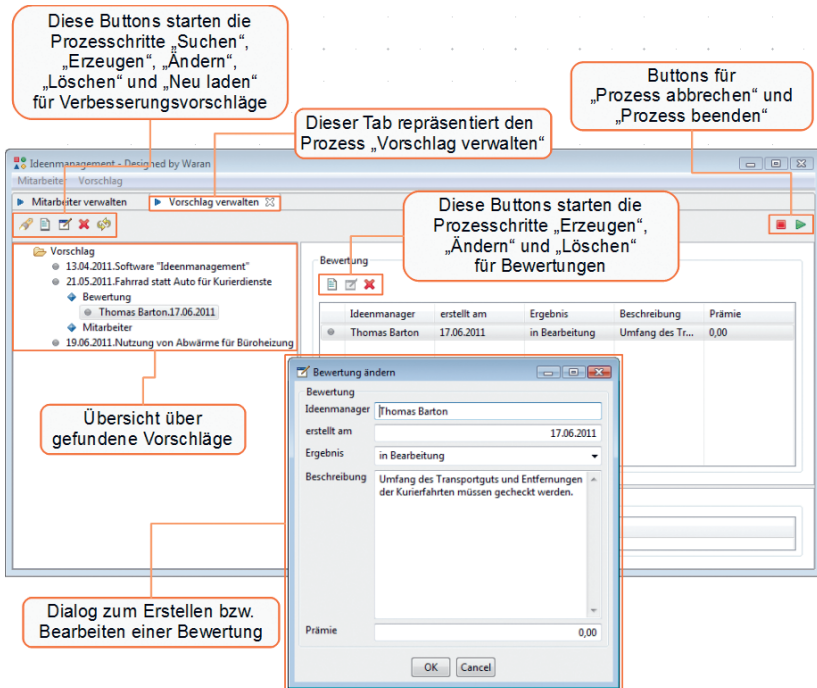 Diese Buttons starten die
Prozesschritte „Suchen“,
„Erzeugen“, „Ändern“,
„Löschen“ und „Neu laden“
für Verbesserungsvorschläge
Dieser Tab repräsentiert den
Prozess „Vorschlag verwalten“
Buttons für
„Prozess abbrechen“ und
„Prozess beenden“
Ideenmanagement - Designed by Waran
Mitarbeiter Vorschlag
Mitarbeiter verwalten Vorschlag verwalten
Diese Buttons starten die
Prozesschritte „Erzeugen“,
„Ändern“ und „Löschen“
für Bewertungen
Vorschlag
13.04.2011.Software "Ideenmanagement"
21.05.2011.Fahrrad statt Auto für Kurierdienste
Bewertung
Thomas Barton.17.06.2011
Mitarbeiter
19.06.2011.Nutzung von Abwärme für Büroheizung
Bewertung
Ideenmanager erstellt am Ergebnis Beschreibung Prämie
Thomas Barton 17.06.2011 in Bearbeitung Umfang des Tr... 0,00
Übersicht über
gefundene Vorschläge
Bewertung ändern
Bewertung
Ideenmanager Thomas Barton
erstellt am 17.06.2011
Ergebnis in Bearbeitung
Beschreibung Umfang des Transportguts und Entfernungen
der Kurierfahrten müssen gecheckt werden.
Prämie 0,00
OK Cancel
Dialog zum Erstellen bzw.
Bearbeiten einer Bewertung